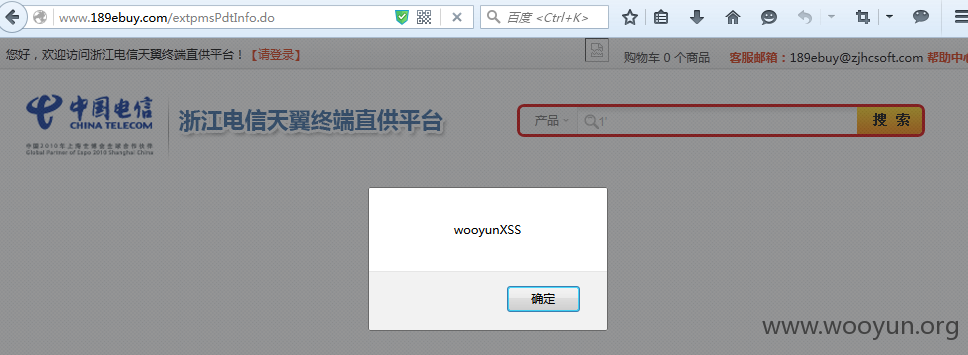 www.189ebuy.com/extpmsPdtInfo.do
百度 <Ctrl+K>
您好，欢迎访问浙江电信天翼终端直供平台！【请登录】
购物车 0 个商品 客服邮箱：189ebuy@zjhcsoft.com 帮助中心
中国电信
CHINA TELECOM
中国2010年上海世博会全球合作伙伴
Global Partner of Expo 2010 Shanghai China
浙江电信天翼终端直供平台
产品
1'
搜 索
wooyunXSS
确定
www.wooyun.org